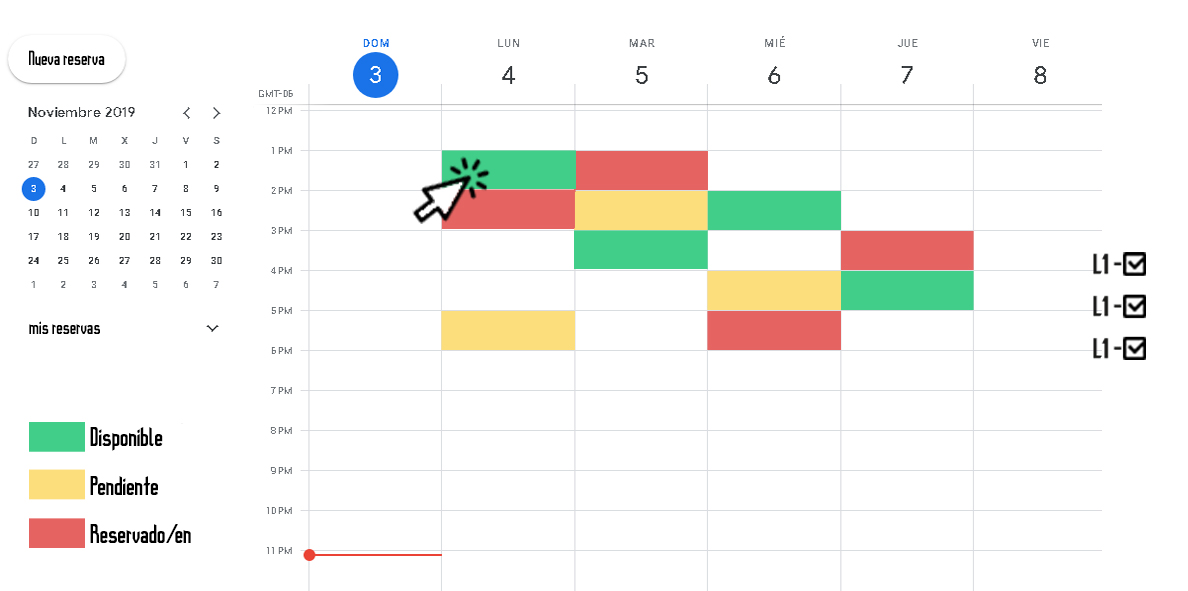 Nueva reserva
Noviembre 2019
D L M X J V S
27 28 29 30 31 1 2
3 4 5 6 7 8 9
10 11 12 13 14 15 16
17 18 19 20 21 22 23
24 25 26 27 28 29 30
1 2 3 4 5 6 7
mis reservas
Disponible
Pendiente
Reservado/en
DOM LUN MAR MIÉ JUE VIE
3 4 5 6 7 8
GMT-05
12 PM
1 PM
2 PM
3 PM
4 PM
5 PM
6 PM
7 PM
8 PM
9 PM
10 PM
11 PM
L1 -
L1 -
L1 -